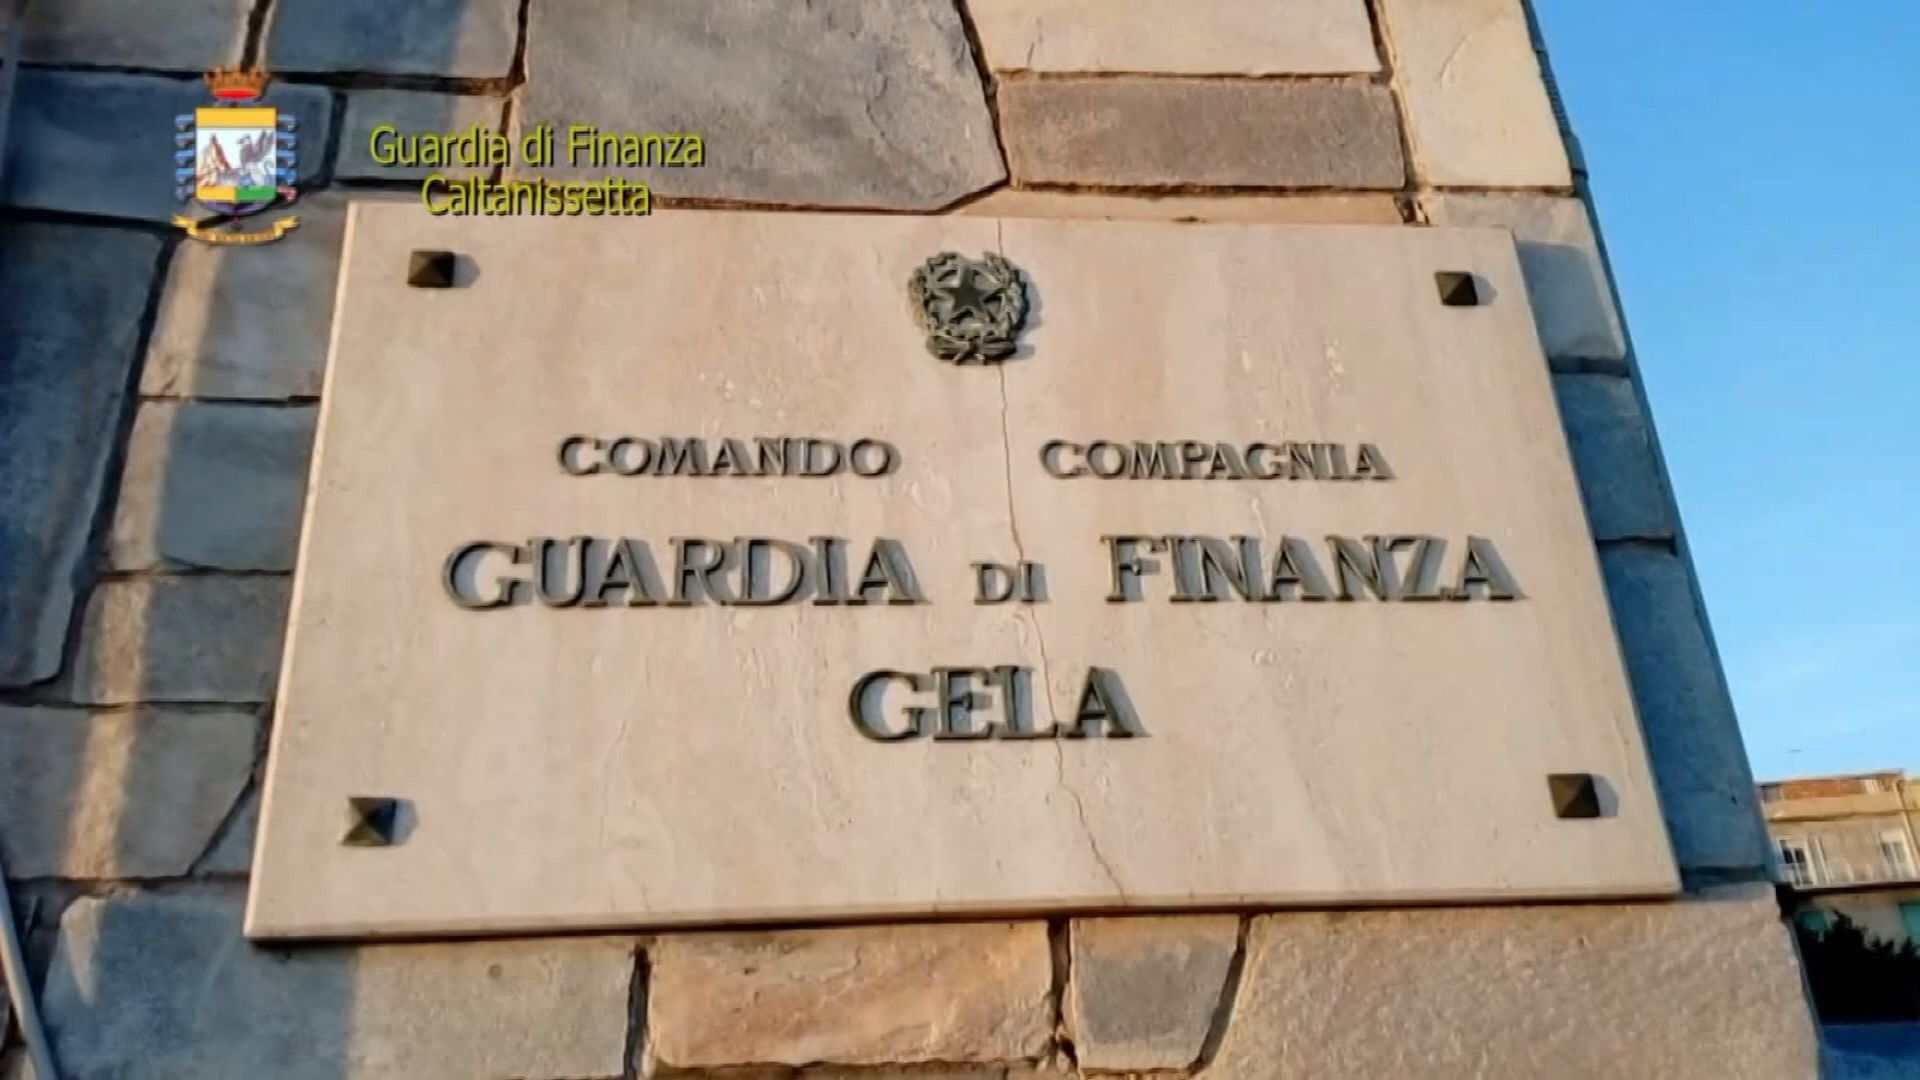 Guardia di Finanza
Caltanissetta
COMANDO COMPAGNIA
GUARDIA DI FINANZA
GELA